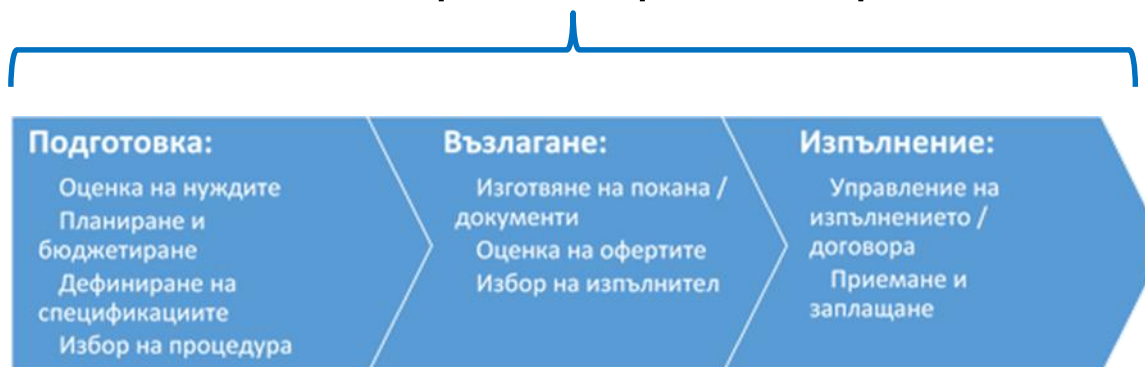 Подготовка:
Оценка на нуждите
Планиране и
бюджетиране
Дефиниране на
спецификациите
Избор на процедура
Възлагане:
Изготвяне на покана /
документи
Оценка на офертите
Избор на изпълнител
Изпълнение:
Управление на
изпълнението /
договора
Приемане и
заплащане